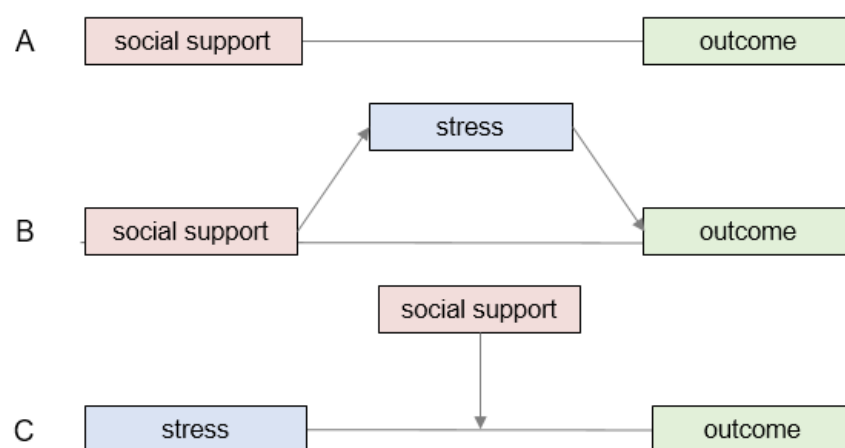 A social support outcome
stress
B social support outcome
social support
C stress outcome